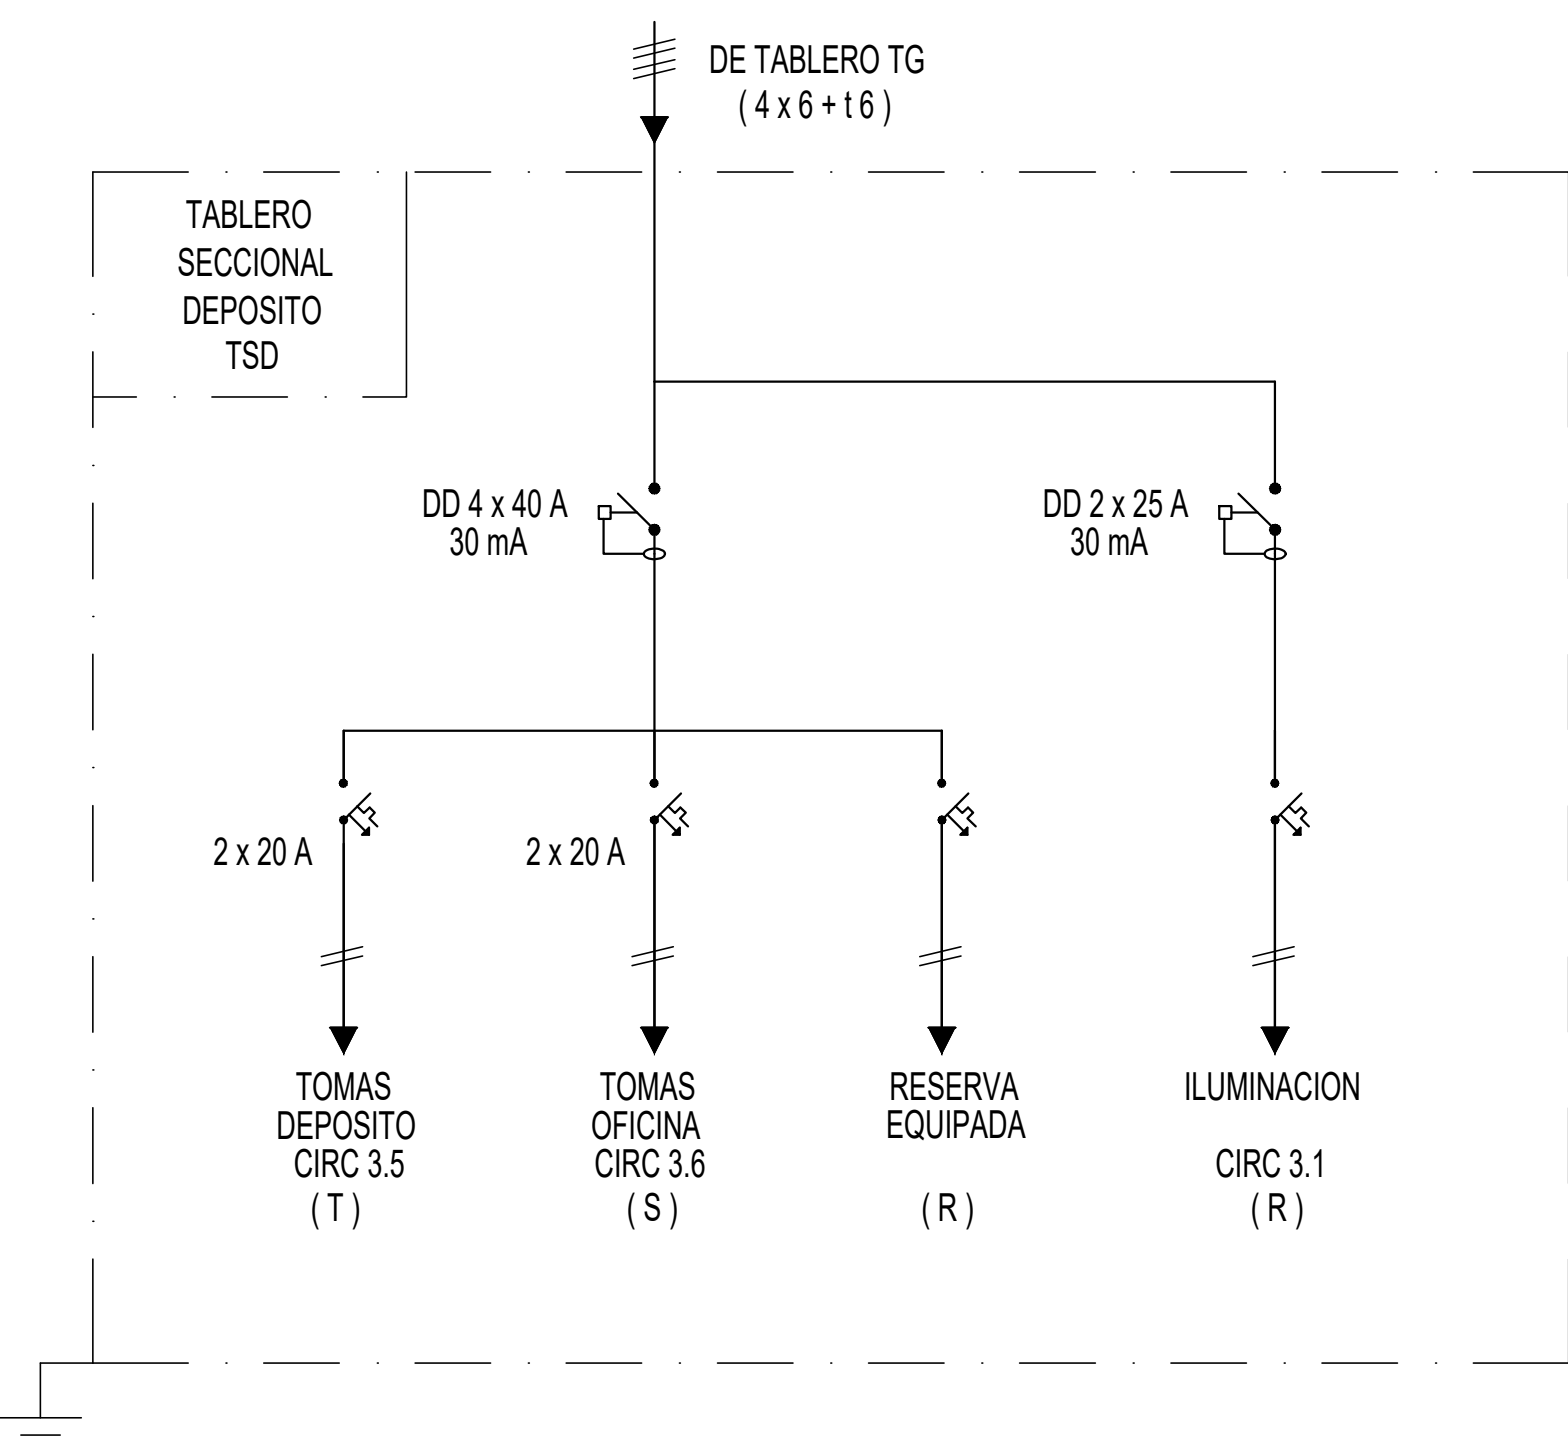 DE TABLERO TG
( 4 x 6 + t 6 )
TABLERO
SECCIONAL
DEPOSITO
TSD
DD 4 x 40 A
30 mA
DD 2 x 25 A
30 mA
2 x 20 A
2 x 20 A
TOMAS
DEPOSITO
CIRC 3.5
( T )
TOMAS
OFICINA
CIRC 3.6
( S )
RESERVA
EQUIPADA
( R )
ILUMINACION
CIRC 3.1
( R )